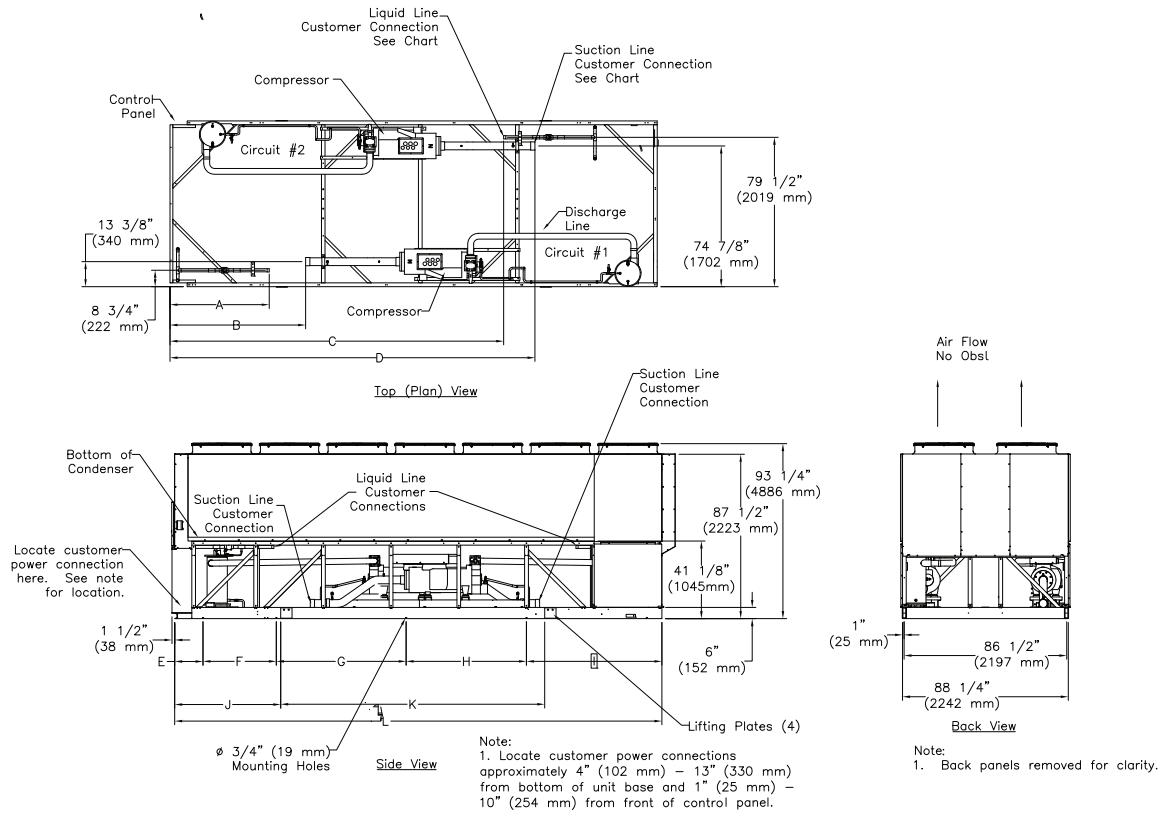 Liquid Line
Customer Connection
See Chart
Suction Line
Customer Connection
See Chart
Compressor
Control
Panel
Circuit #2
79 1/2"
(2019 mm)
Discharge
Line
13 3/8"
(340 mm)
74 7/8"
(1702 mm)
Circuit #1
A
8 3/4"
(222 mm)
B
Compressor
C
D
Top (Plan) View
Air Flow
No Obsl
Suction Line
Customer
Connection
Bottom of
Condenser
Liquid Line
Customer
Connections
Suction Line
Customer
Connection
93 1/4"
(4886 mm)
87 1/2"
(2223 mm)
Locate customer
power connection
here. See note
for location.
41 1/8"
(1045mm)
1 1/2"
(38 mm)
E
F
G
H
I
6"
(152 mm)
1"
(25 mm)
86 1/2"
(2197 mm)
88 1/4"
(2242 mm)
J
K
L
Lifting Plates (4)
Back View
ø 3/4" (19 mm)
Mounting Holes
Side View
Note:
1. Locate customer power connections
approximately 4" (102 mm) – 13" (330 mm)
from bottom of unit base and 1" (25 mm) –
10" (254 mm) from front of control panel.
Note:
1. Back panels removed for clarity.